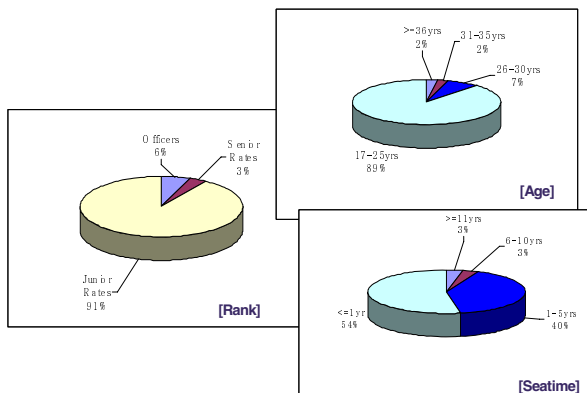 >=36yrs
2%
31-35yrs
2%
26-30yrs
7%
17-25yrs
89%
[Age]
Officers
6%
Senior
Rates
3%
Junior
Rates
91%
[Rank]
>=11yrs
3%
6-10yrs
3%
<=1yr
54%
1-5yrs
40%
[Seatime]